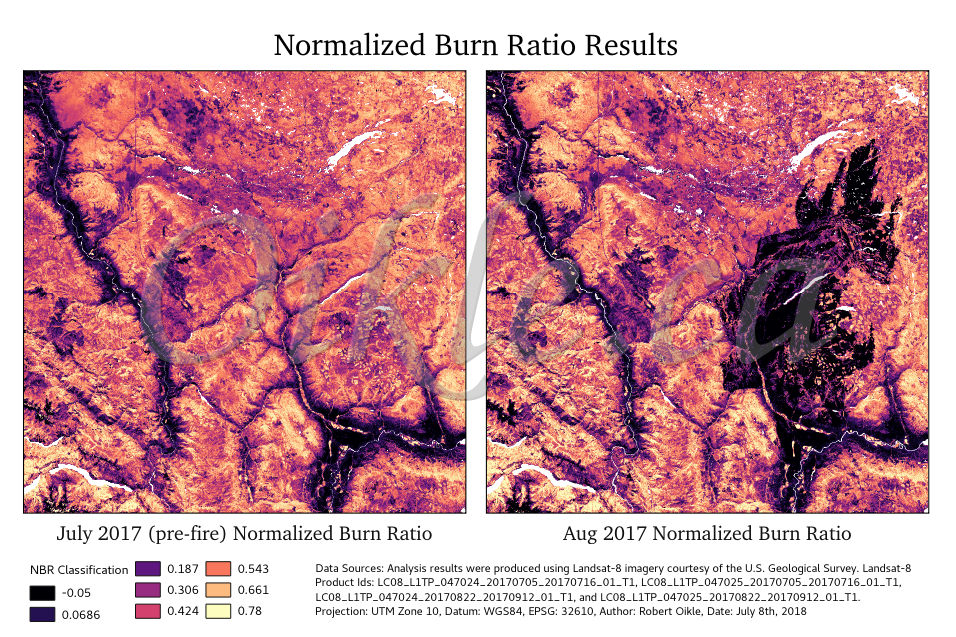 Normalized Burn Ratio Results
Oikle.ca
July 2017 (pre-fire) Normalized Burn Ratio
Aug 2017 Normalized Burn Ratio
NBR Classification
-0.05
0.0686
0.187
0.306
0.424
0.543
0.661
0.78
Data Sources: Analysis results were produced using Landsat-8 imagery courtesy of the U.S. Geological Survey. Landsat-8
Product Ids: LC08_L1TP_047024_20170705_20170716_01_T1, LC08_L1TP_047025_20170705_20170716_01_T1,
LC08_L1TP_047024_20170822_20170912_01_T1, and LC08_L1TP_047025_20170822_20170912_01_T1.
Projection: UTM Zone 10, Datum: WGS84, EPSG: 32610, Author: Robert Oikle, Date: July 8th, 2018